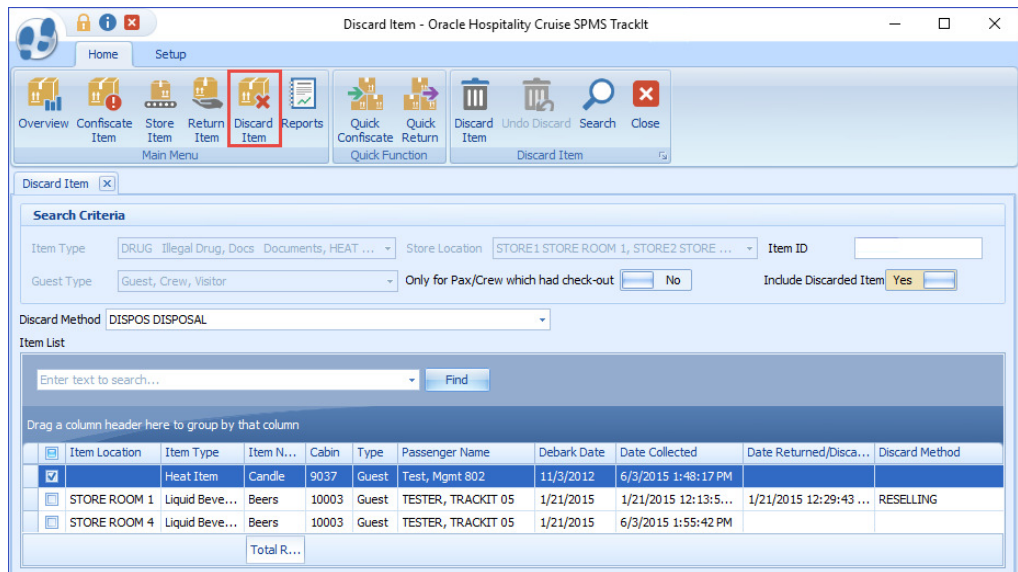 Discard Item - Oracle Hospitality Cruise SPMS TrackIt
Home Setup
Overview Confiscate Item Store Item Return Item Discard Item Reports Quick Confiscate Quick Return Discard Item Undo Discard Search Close
Main Menu Quick Function Discard Item
Discard Item
Search Criteria
Item Type DRUG Illegal Drug, Docs Documents, HEAT ... Store Location STORE1 STORE ROOM 1, STORE2 STORE ... Item ID
Guest Type Guest, Crew, Visitor Only for Pax/Crew which had check-out No Include Discarded Item Yes
Discard Method DISPOS DISPOSAL
Item List
Enter text to search... Find
Drag a column header here to group by that column
Item Location Item Type Item N... Cabin Type Passenger Name Debark Date Date Collected Date Returned/Disca... Discard Method
Heat Item Candle 9037 Guest Test, Mgmt 802 11/3/2012 6/3/2015 1:48:17 PM
STORE ROOM 1 Liquid Beve... Beers 10003 Guest TESTER, TRACKIT 05 1/21/2015 1/21/2015 12:13:5... 1/21/2015 12:29:43 ... RESELLING
STORE ROOM 4 Liquid Beve... Beers 10003 Guest TESTER, TRACKIT 05 1/21/2015 6/3/2015 1:55:42 PM
Total R...